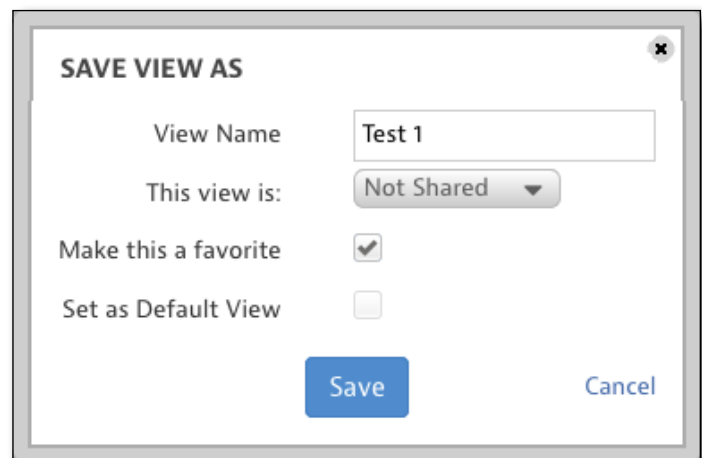 SAVE VIEW AS
View Name Test 1
This view is: Not Shared
Make this a favorite
Set as Default View
Save Cancel